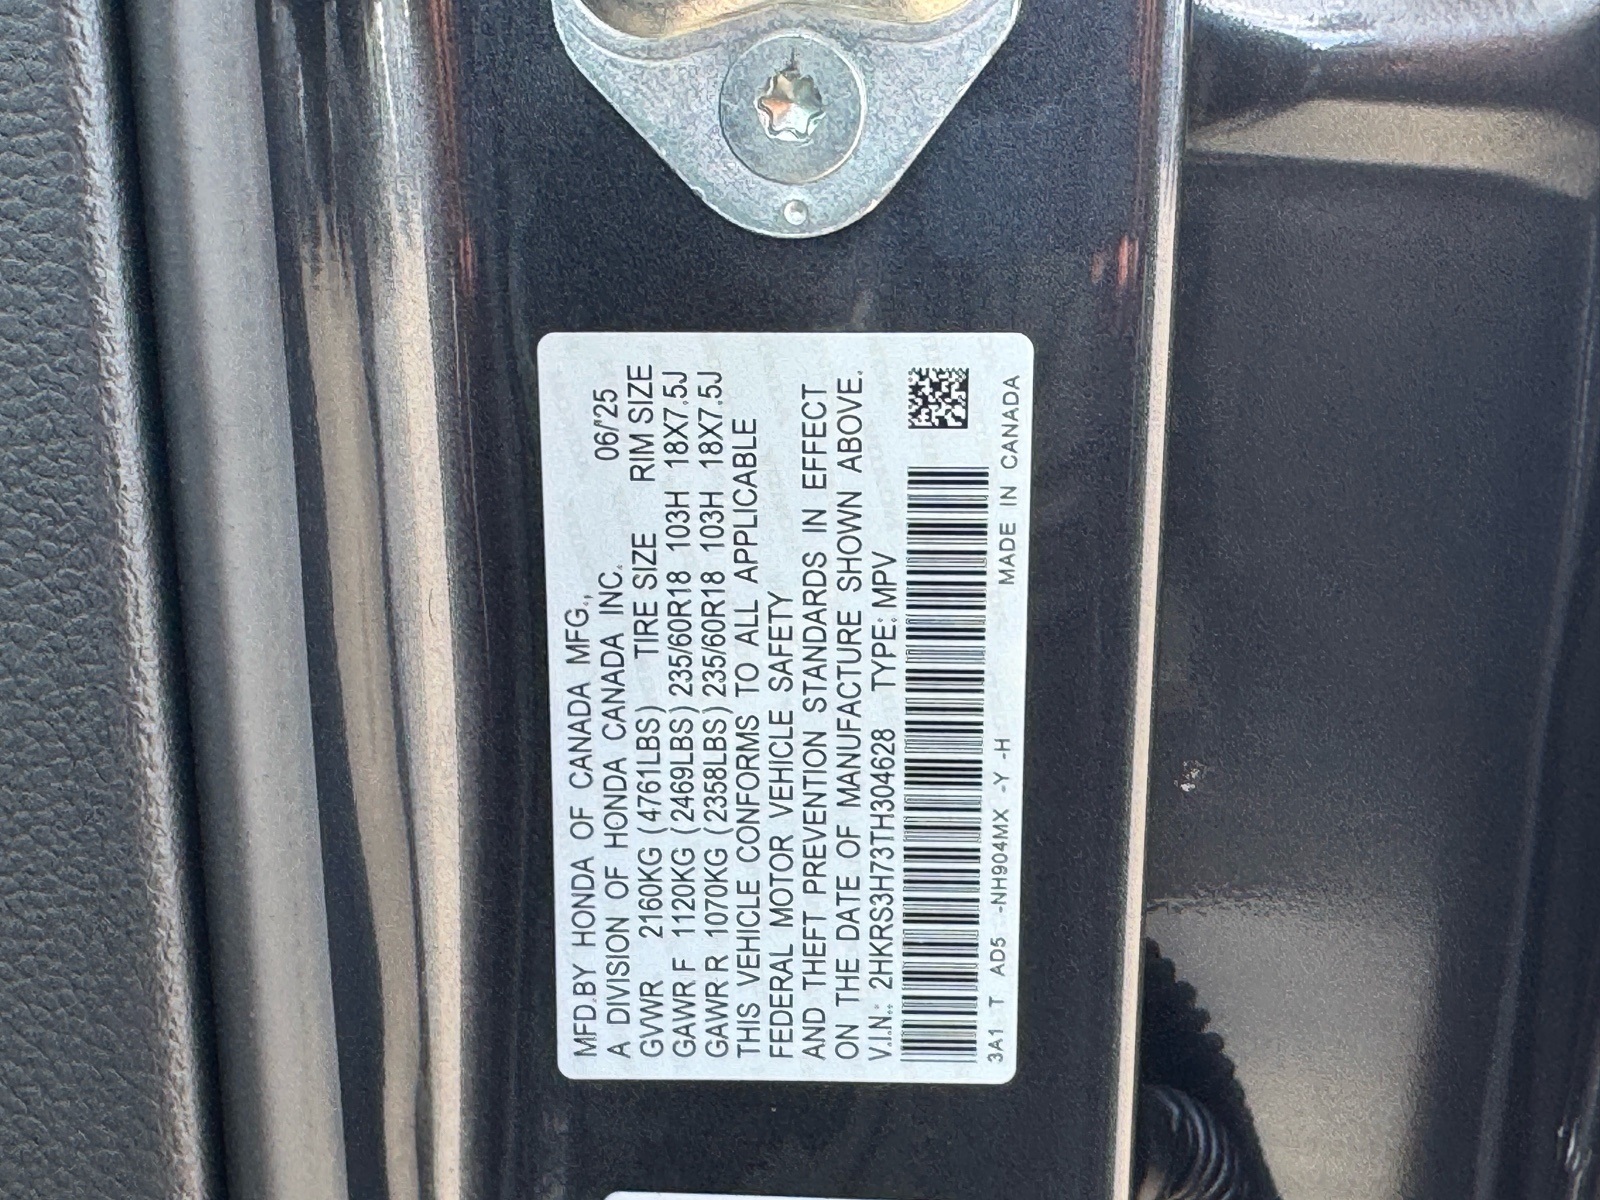 MFD.BY HONDA OF CANADA MFG.,
A DIVISION OF HONDA CANADA INC. 06/'25
GVWR 2160KG (4761LBS) TIRE SIZE RIM SIZE
GAWR F 1120KG (2469LBS) 235/60R18 103H 18X7.5J
GAWR R 1070KG (2358LBS) 235/60R18 103H 18X7.5J
THIS VEHICLE CONFORMS TO ALL APPLICABLE
FEDERAL MOTOR VEHICLE SAFETY
AND THEFT PREVENTION STANDARDS IN EFFECT
ON THE DATE OF MANUFACTURE SHOWN ABOVE.
V.I.N.: 2HKRS3H73TH304628 TYPE: MPV
3A1 T AD5 -NH904MX -Y -H MADE IN CANADA